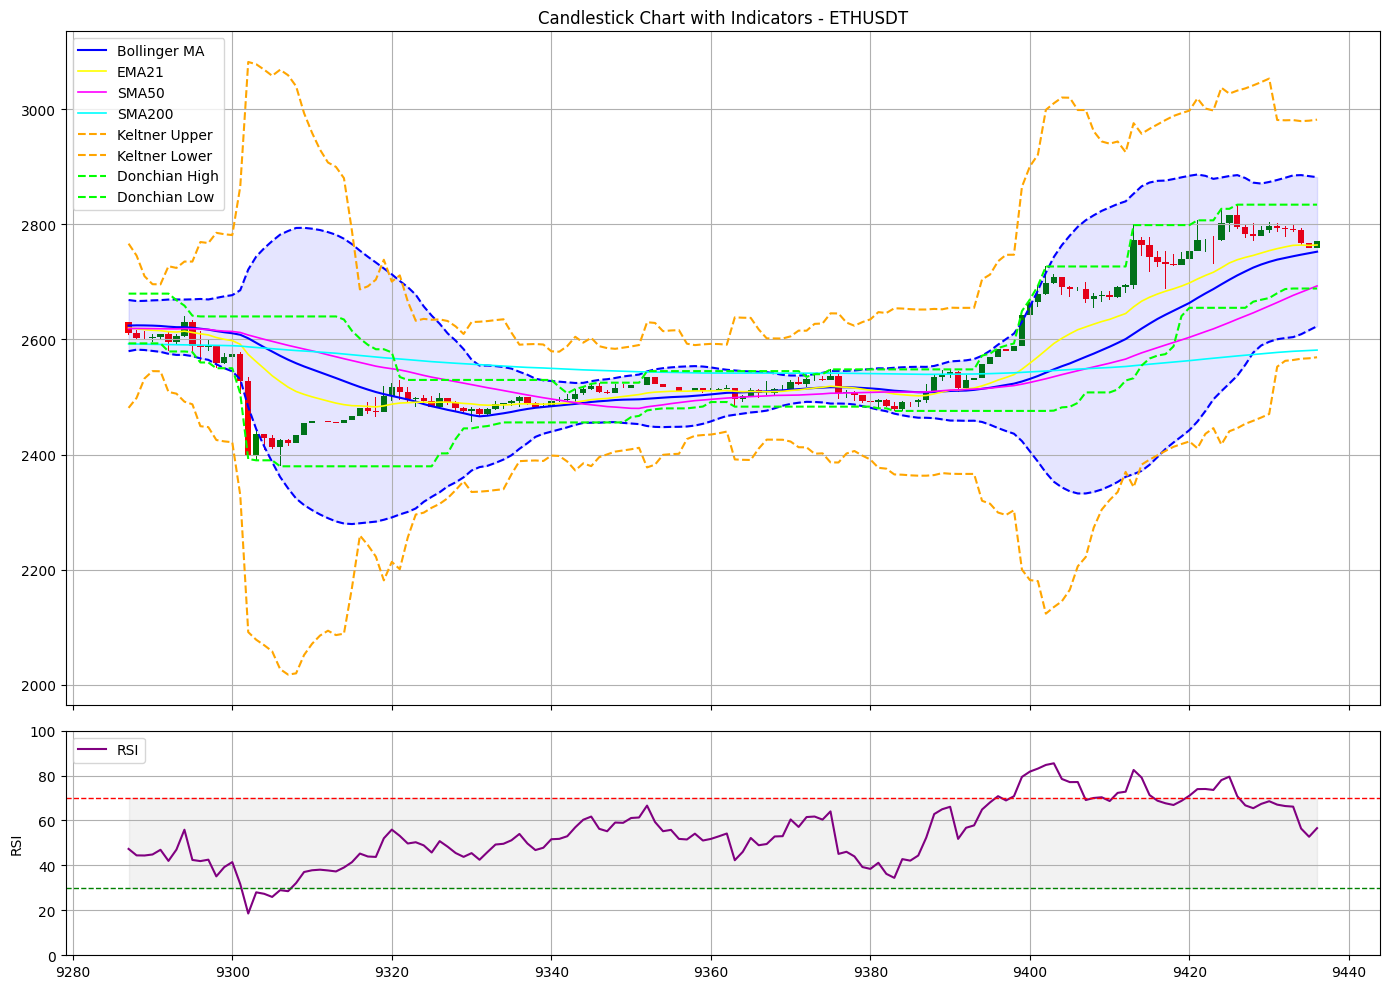 Candlestick Chart with Indicators - ETHUSDT
Bollinger MA
EMA21
SMA50
SMA200
Keltner Upper
Keltner Lower
Donchian High
Donchian Low
3000
2800
2600
2400
2200
2000
RSI
100
80
60
40
20
0
RSI
9280
9300
9320
9340
9360
9380
9400
9420
9440